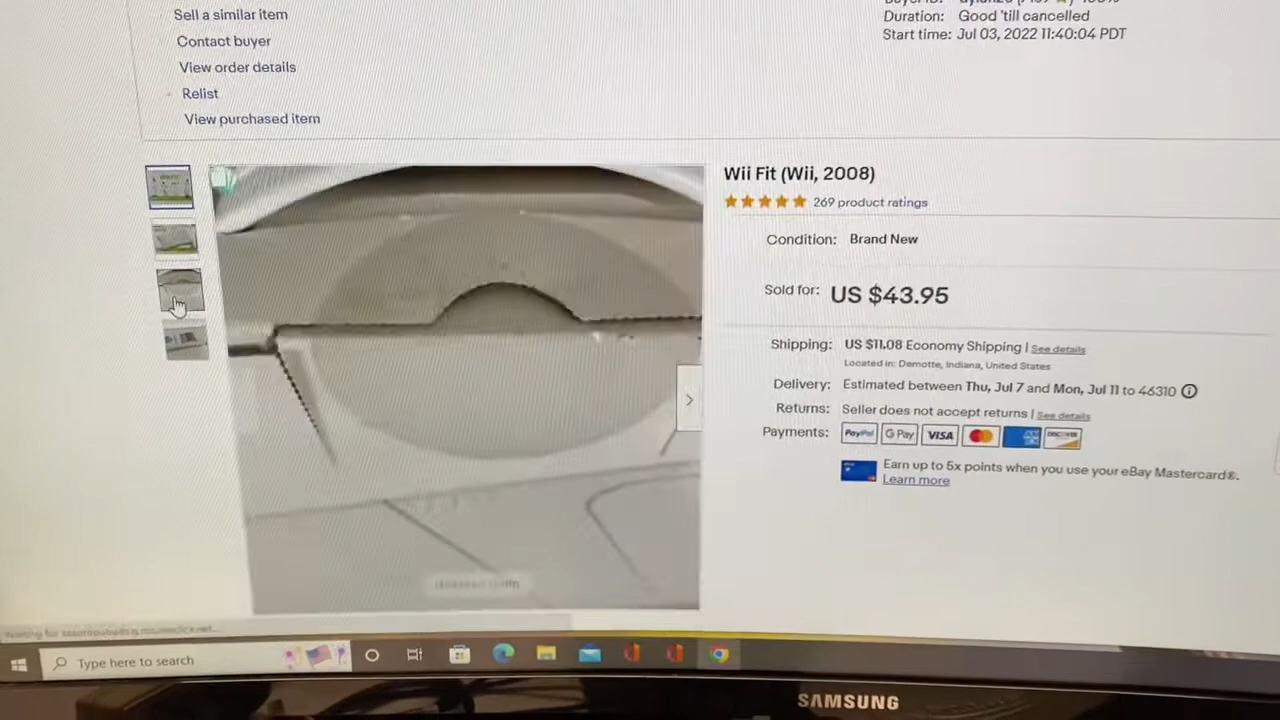 Sell a similar item
Contact buyer
View order details
Relist
View purchased item
Duration: Good 'till cancelled
Start time: Jul 03, 2022 11:40:04 PDT
Wii Fit (Wii, 2008)
269 product ratings
Condition: Brand New
Sold for: US $43.95
Shipping: US $11.08 Economy Shipping | See details
Located in: Demotte, Indiana, United States
Delivery: Estimated between Thu, Jul 7 and Mon, Jul 11 to 46310
Returns: Seller does not accept returns | See details
Payments: PayPal G Pay VISA DISCOVER
Earn up to 5x points when you use your eBay Mastercard®.
Learn more
Type here to search
SAMSUNG